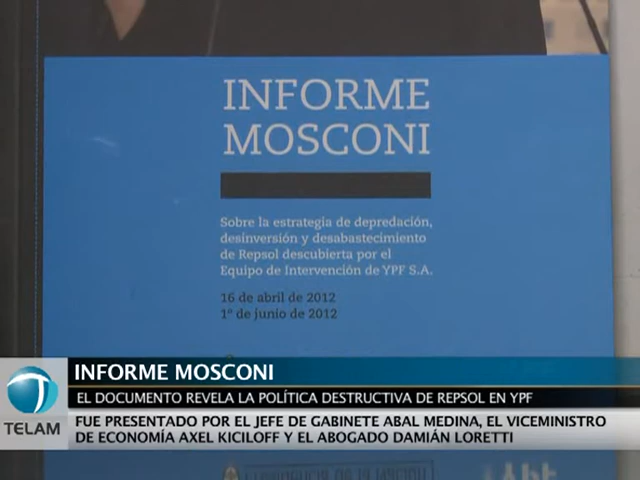 INFORME
MOSCONI
Sobre la estrategia de depredación,
desinversión y desabastecimiento
de Repsol descubierta por el
Equipo de Intervención de YPF S.A.
16 de abril de 2012
1º de junio de 2012
INFORME MOSCONI
EL DOCUMENTO REVELA LA POLÍTICA DESTRUCTIVA DE REPSOL EN YPF
TELAM
FUE PRESENTADO POR EL JEFE DE GABINETE ABAL MEDINA, EL VICEMINISTRO
DE ECONOMÍA AXEL KICILOFF Y EL ABOGADO DAMIÁN LORETTI